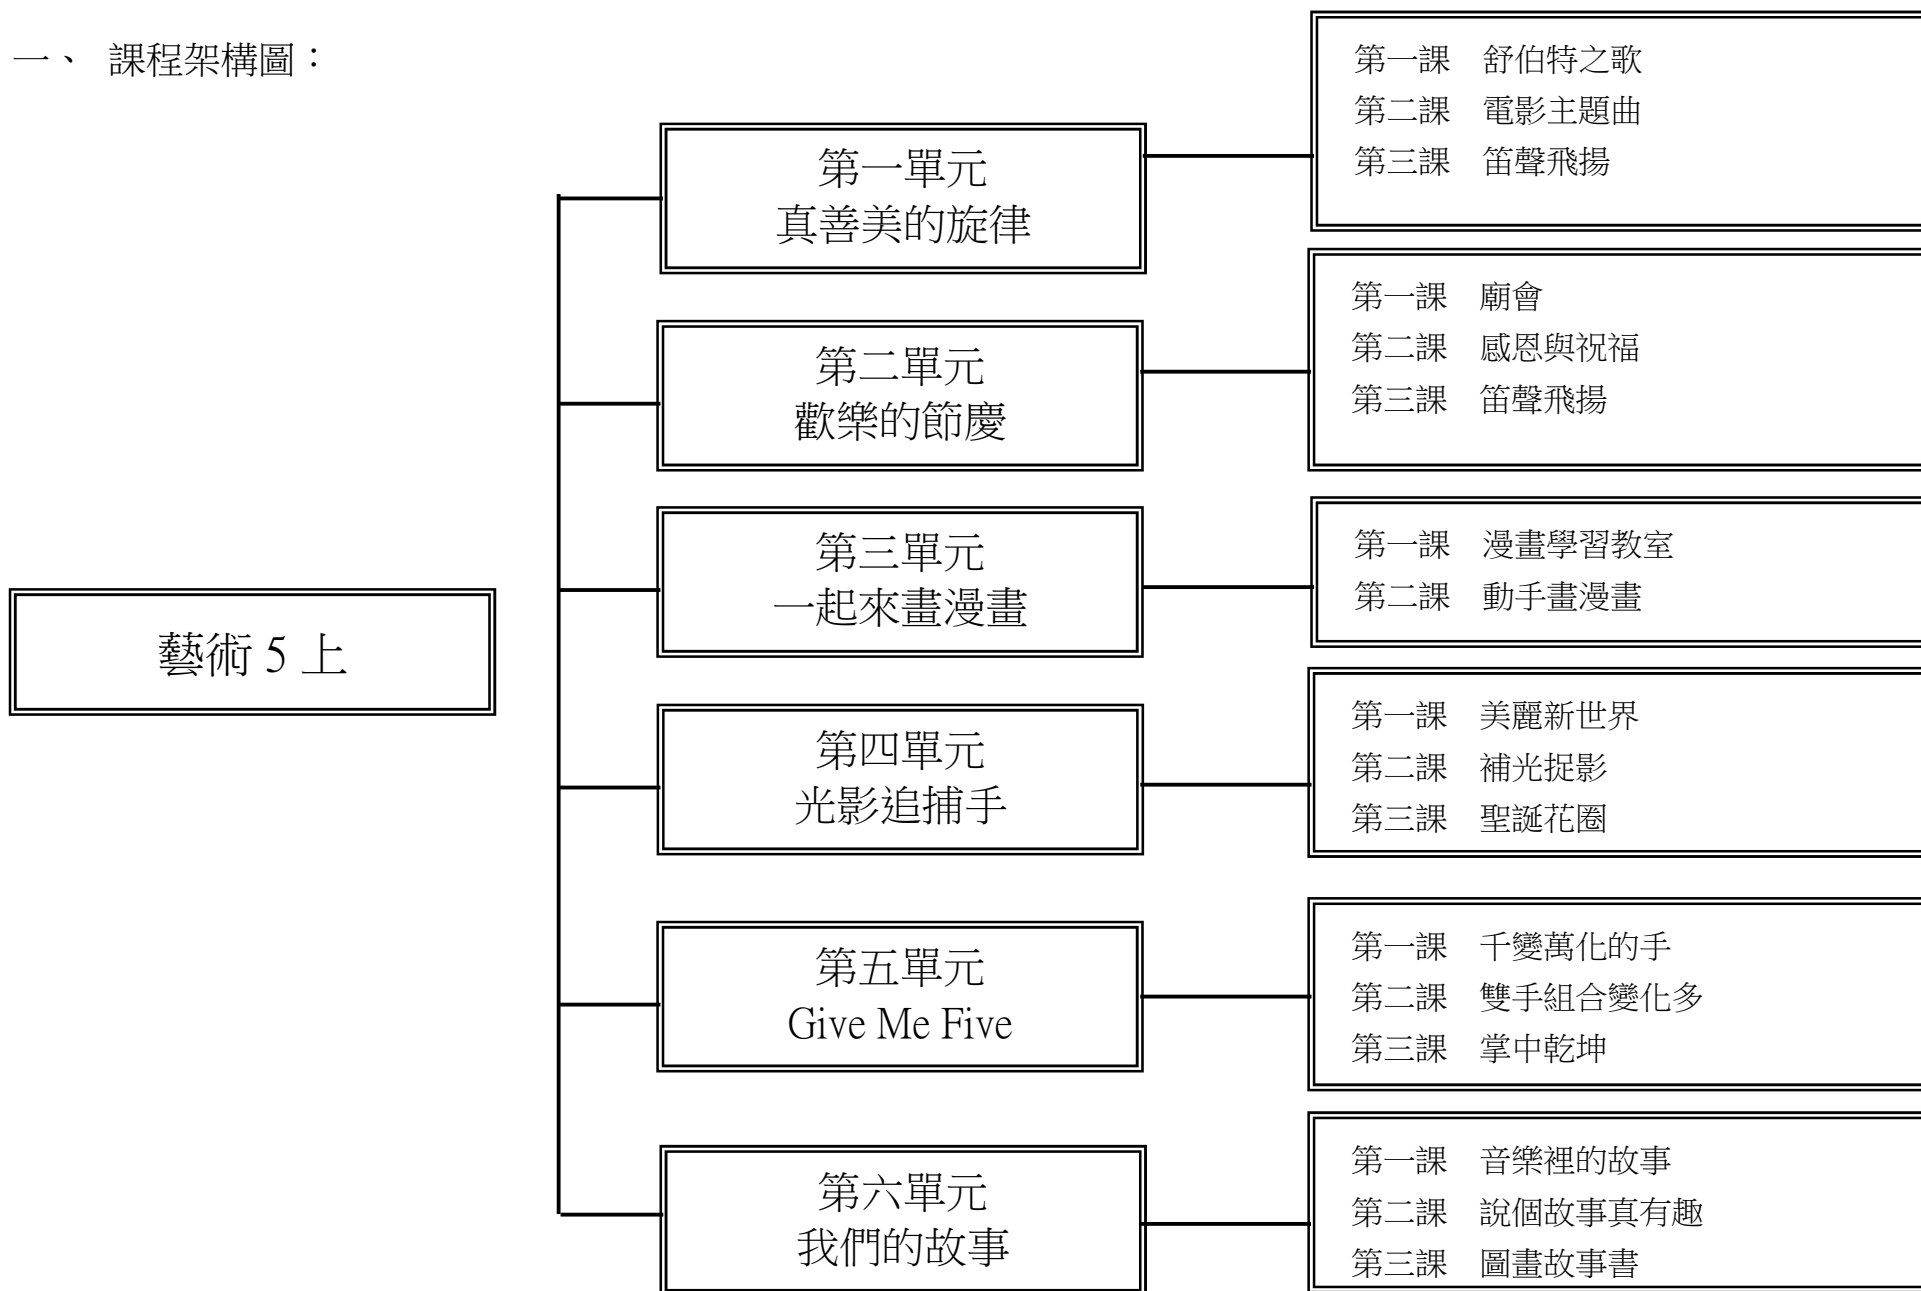 一、 課程架構圖：
藝術 5 上
第一單元
真善美的旋律
第一課 舒伯特之歌
第二課 電影主題曲
第三課 笛聲飛揚
第二單元
歡樂的節慶
第一課 廟會
第二課 感恩與祝福
第三課 笛聲飛揚
第三單元
一起來畫漫畫
第一課 漫畫學習教室
第二課 動手畫漫畫
第四單元
光影追捕手
第一課 美麗新世界
第二課 補光捉影
第三課 聖誕花圈
第五單元
Give Me Five
第一課 千變萬化的手
第二課 雙手組合變化多
第三課 掌中乾坤
第六單元
我們的故事
第一課 音樂裡的故事
第二課 說個故事真有趣
第三課 圖畫故事書